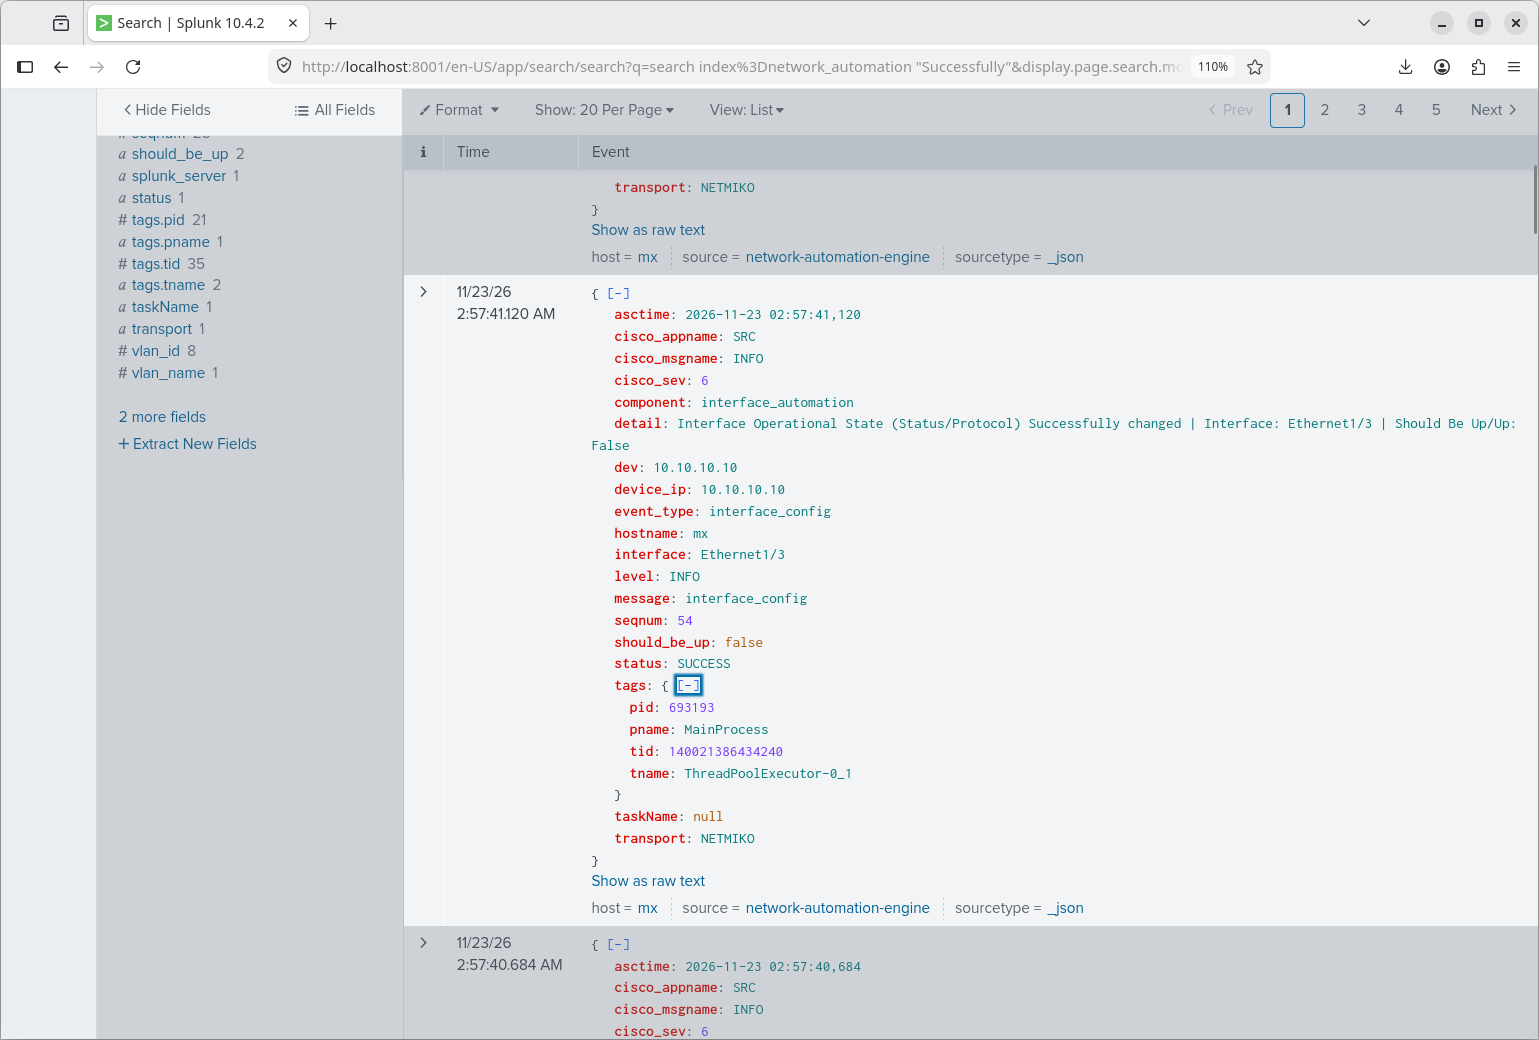 Search | Splunk 10.4.2
http://localhost:8001/en-US/app/search/search?q=search index%3Dnetwork_automation "Successfully"&display.page.search.mo
110%
Hide Fields
All Fields
Format
Show: 20 Per Page
View: List
Prev
1
2
3
4
5
Next
# seqnum 28
a should_be_up 2
a splunk_server 1
a status 1
# tags.pid 21
a tags.pname 1
# tags.tid 35
a tags.tname 2
a taskName 1
a transport 1
# vlan_id 8
# vlan_name 1
2 more fields
+ Extract New Fields
i
Time
Event
transport: NETMIKO
}
Show as raw text
host = mx
source = network-automation-engine
sourcetype = _json
11/23/26
2:57:41.120 AM
{ [-]
asctime: 2026-11-23 02:57:41,120
cisco_appname: SRC
cisco_msgname: INFO
cisco_sev: 6
component: interface_automation
detail: Interface Operational State (Status/Protocol) Successfully changed | Interface: Ethernet1/3 | Should Be Up/Up:
False
dev: 10.10.10.10
device_ip: 10.10.10.10
event_type: interface_config
hostname: mx
interface: Ethernet1/3
level: INFO
message: interface_config
seqnum: 54
should_be_up: false
status: SUCCESS
tags: { [-]
pid: 693193
pname: MainProcess
tid: 140021386434240
tname: ThreadPoolExecutor-0_1
}
taskName: null
transport: NETMIKO
}
Show as raw text
host = mx
source = network-automation-engine
sourcetype = _json
11/23/26
2:57:40.684 AM
{ [-]
asctime: 2026-11-23 02:57:40,684
cisco_appname: SRC
cisco_msgname: INFO
cisco_sev: 6